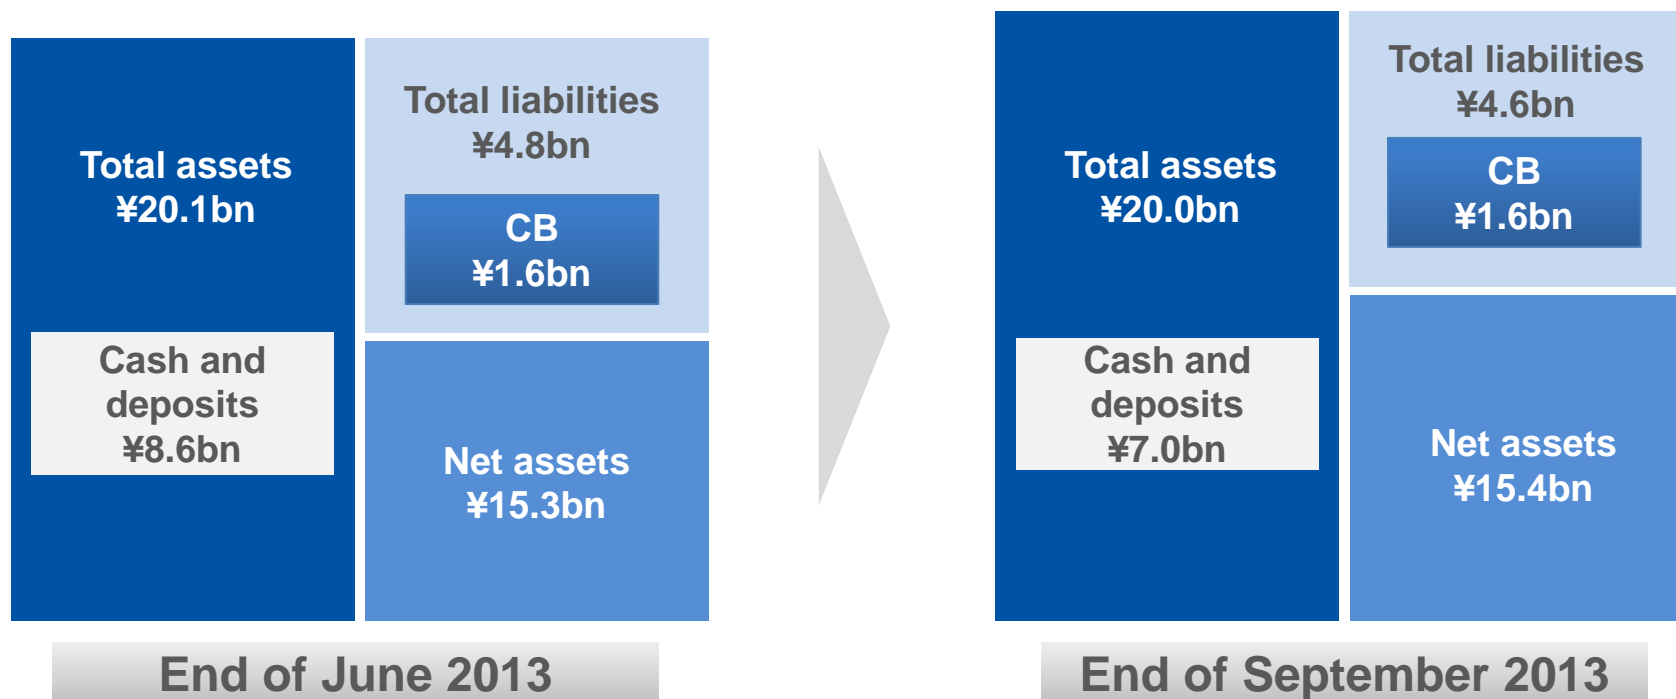 Total assets
¥20.1bn
Cash and
deposits
¥8.6bn
Total liabilities
¥4.8bn
CB
¥1.6bn
Net assets
¥15.3bn
End of June 2013
Total assets
¥20.0bn
Cash and
deposits
¥7.0bn
Total liabilities
¥4.6bn
CB
¥1.6bn
Net assets
¥15.4bn
End of September 2013